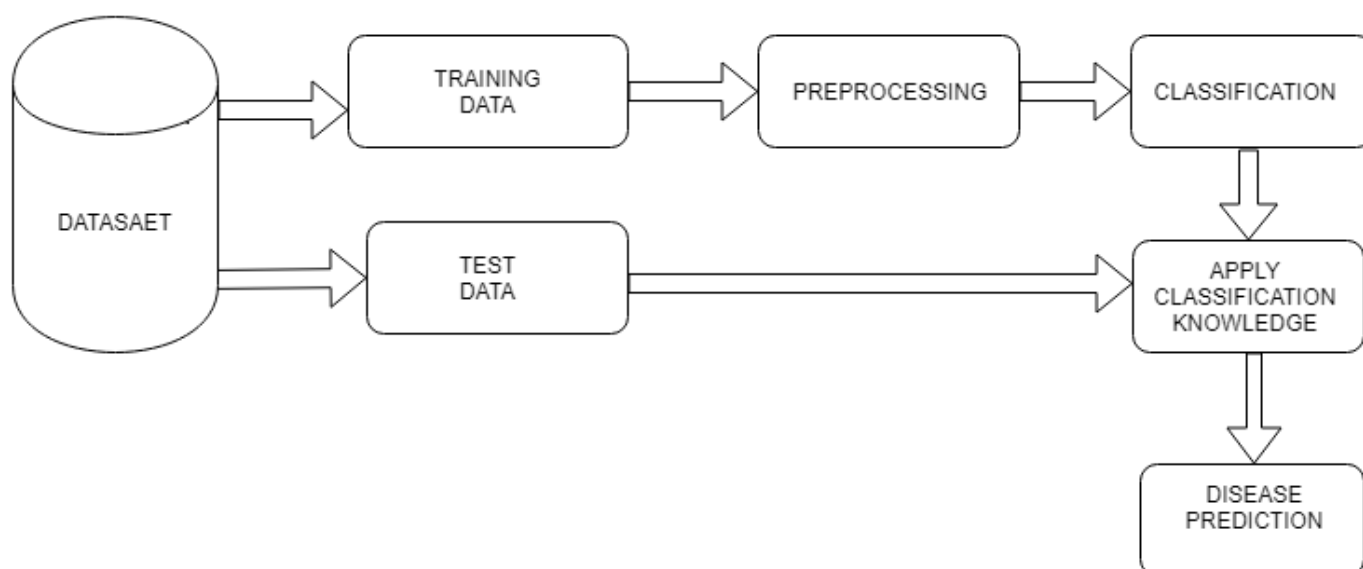 TRAINING
DATA
PREPROCESSING
CLASSIFICATION
DATASAET
TEST
DATA
APPLY
CLASSIFICATION
KNOWLEDGE
DISEASE
PREDICTION